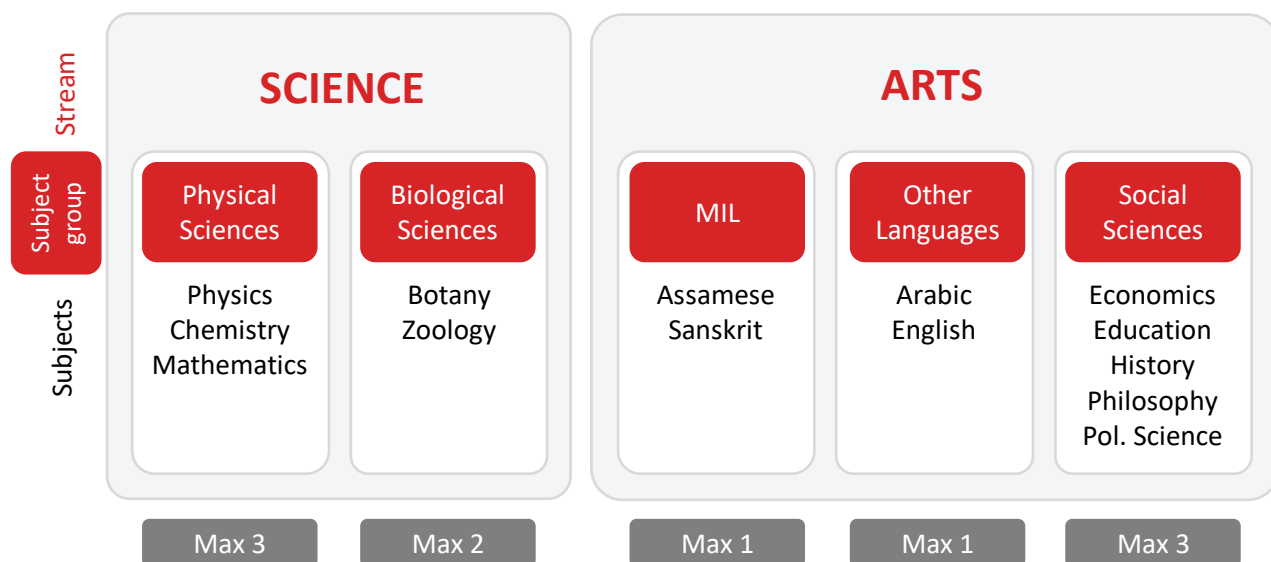 Stream
SCIENCE
ARTS
Subject
group
Physical
Sciences
Biological
Sciences
MIL
Other
Languages
Social
Sciences
Subjects
Physics
Chemistry
Mathematics
Botany
Zoology
Assamese
Sanskrit
Arabic
English
Economics
Education
History
Philosophy
Pol. Science
Max 3
Max 2
Max 1
Max 1
Max 3